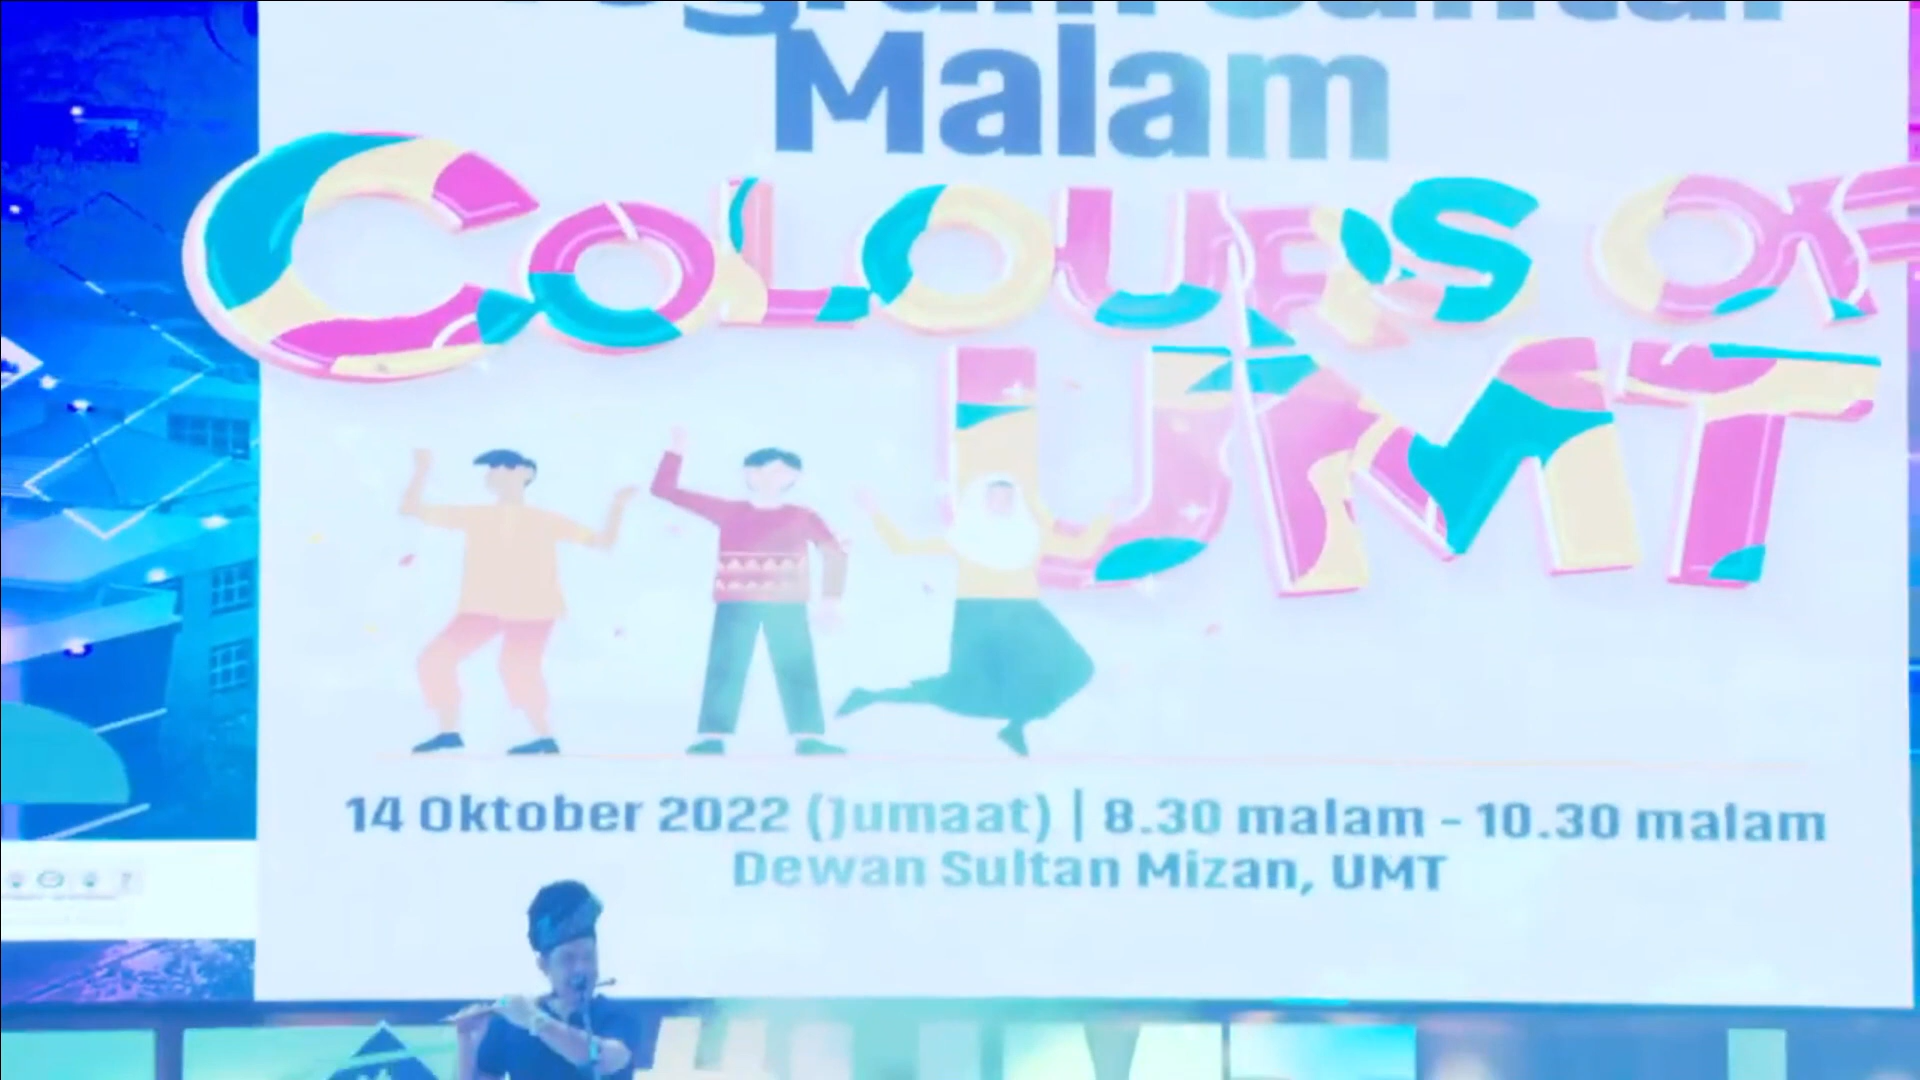 Malam
COLOURS OF
UMT
14 Oktober 2022 (Jumaat) | 8.30 malam - 10.30 malam
Dewan Sultan Mizan, UMT